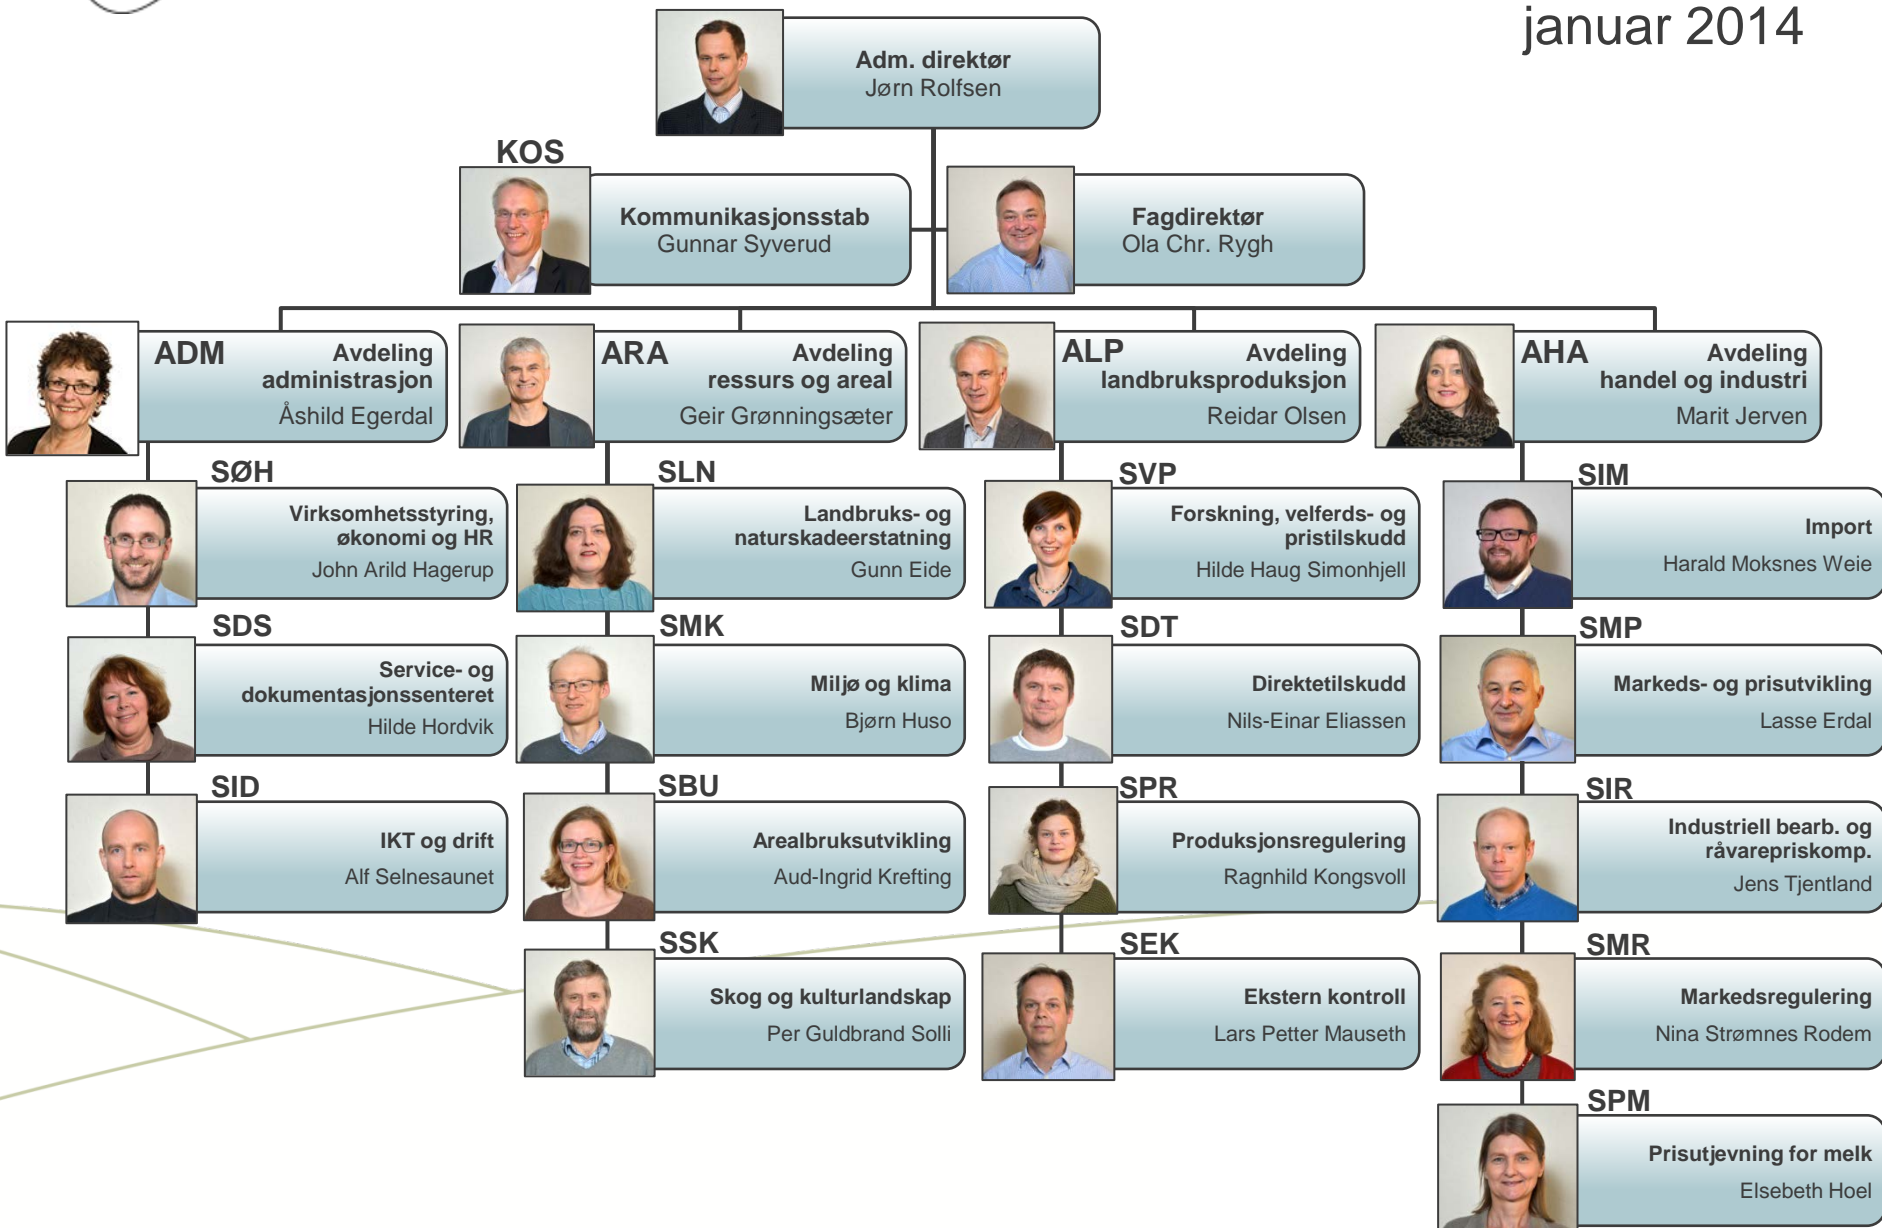 januar 2014
Adm. direktør
Jørn Rolfsen
KOS
Kommunikasjonsstab
Gunnar Syverud
Fagdirektør
Ola Chr. Rygh
ADM
Avdeling
administrasjon
Åshild Egerdal
ARA
Avdeling
ressurs og areal
Geir Grønningsæter
ALP
Avdeling
landbruksproduksjon
Reidar Olsen
AHA
Avdeling
handel og industri
Marit Jerven
SØH
Virksomhetsstyring,
økonomi og HR
John Arild Hagerup
SLN
Landbruks- og
naturskadeerstatning
Gunn Eide
SVP
Forskning, velferds- og
pristilskudd
Hilde Haug Simonhjell
SIM
Import
Harald Moksnes Weie
SDS
Service- og
dokumentasjonssenteret
Hilde Hordvik
SMK
Miljø og klima
Bjørn Huso
SDT
Direktetilskudd
Nils-Einar Eliassen
SMP
Markeds- og prisutvikling
Lasse Erdal
SID
IKT og drift
Alf Selnesaunet
SBU
Arealbruksutvikling
Aud-Ingrid Krefting
SPR
Produksjonsregulering
Ragnhild Kongsvoll
SIR
Industriell bearb. og
råvarepriskomp.
Jens Tjentland
SSK
Skog og kulturlandskap
Per Guldbrand Solli
SEK
Ekstern kontroll
Lars Petter Mauseth
SMR
Markedsregulering
Nina Strømnes Rodem
SPM
Prisutjevning for melk
Elsebeth Hoel